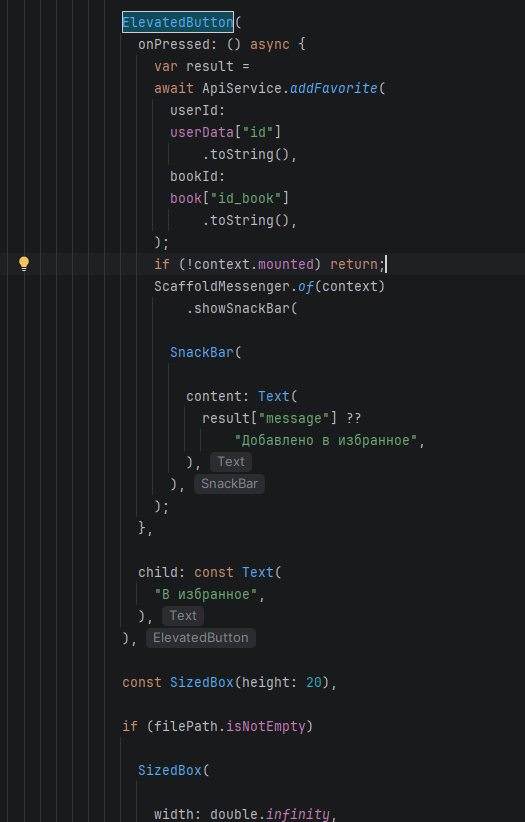 ElevatedButton(
onPressed: () async {
var result =
await ApiService.addFavorite(
userId:
userData["id"]
.toString(),
bookId:
book["id_book"]
.toString(),
);
if (!context.mounted) return;
ScaffoldMessenger.of(context)
.showSnackBar(
SnackBar(
content: Text(
result["message"] ??
"Добавлено в избранное",
), Text
), SnackBar
);
},
child: const Text(
"В избранное",
), Text
), ElevatedButton
const SizedBox(height: 20),
if (filePath.isNotEmpty)
SizedBox(
width: double.infinity,